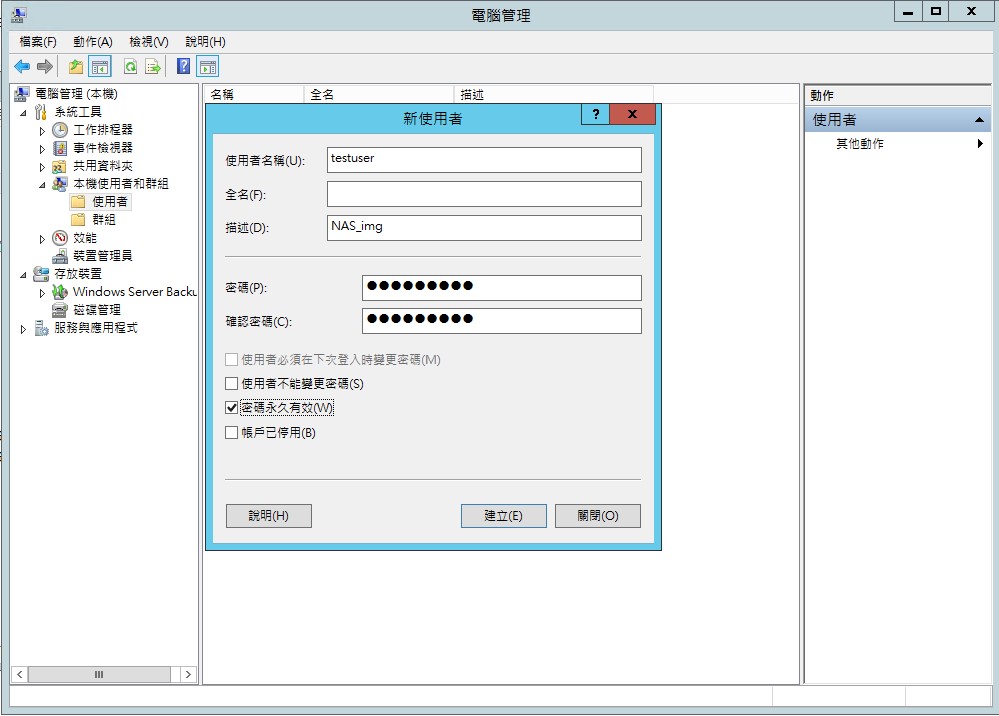 電腦管理
檔案(F) 動作(A) 檢視(V) 說明(H)
電腦管理 (本機)
系統工具
工作排程器
事件檢視器
共用資料夾
本機使用者和群組
使用者
群組
效能
裝置管理員
存放裝置
Windows Server Backu
磁碟管理
服務與應用程式
名稱 全名 描述
新使用者
? X
使用者名稱(U): testuser
全名(F):
描述(D): NAS_img
密碼(P): ●●●●●●●●●
確認密碼(C): ●●●●●●●●●
使用者必須在下次登入時變更密碼(M)
使用者不能變更密碼(S)
密碼永久有效(W)
帳戶已停用(B)
說明(H) 建立(E) 關閉(O)
動作
使用者
其他動作